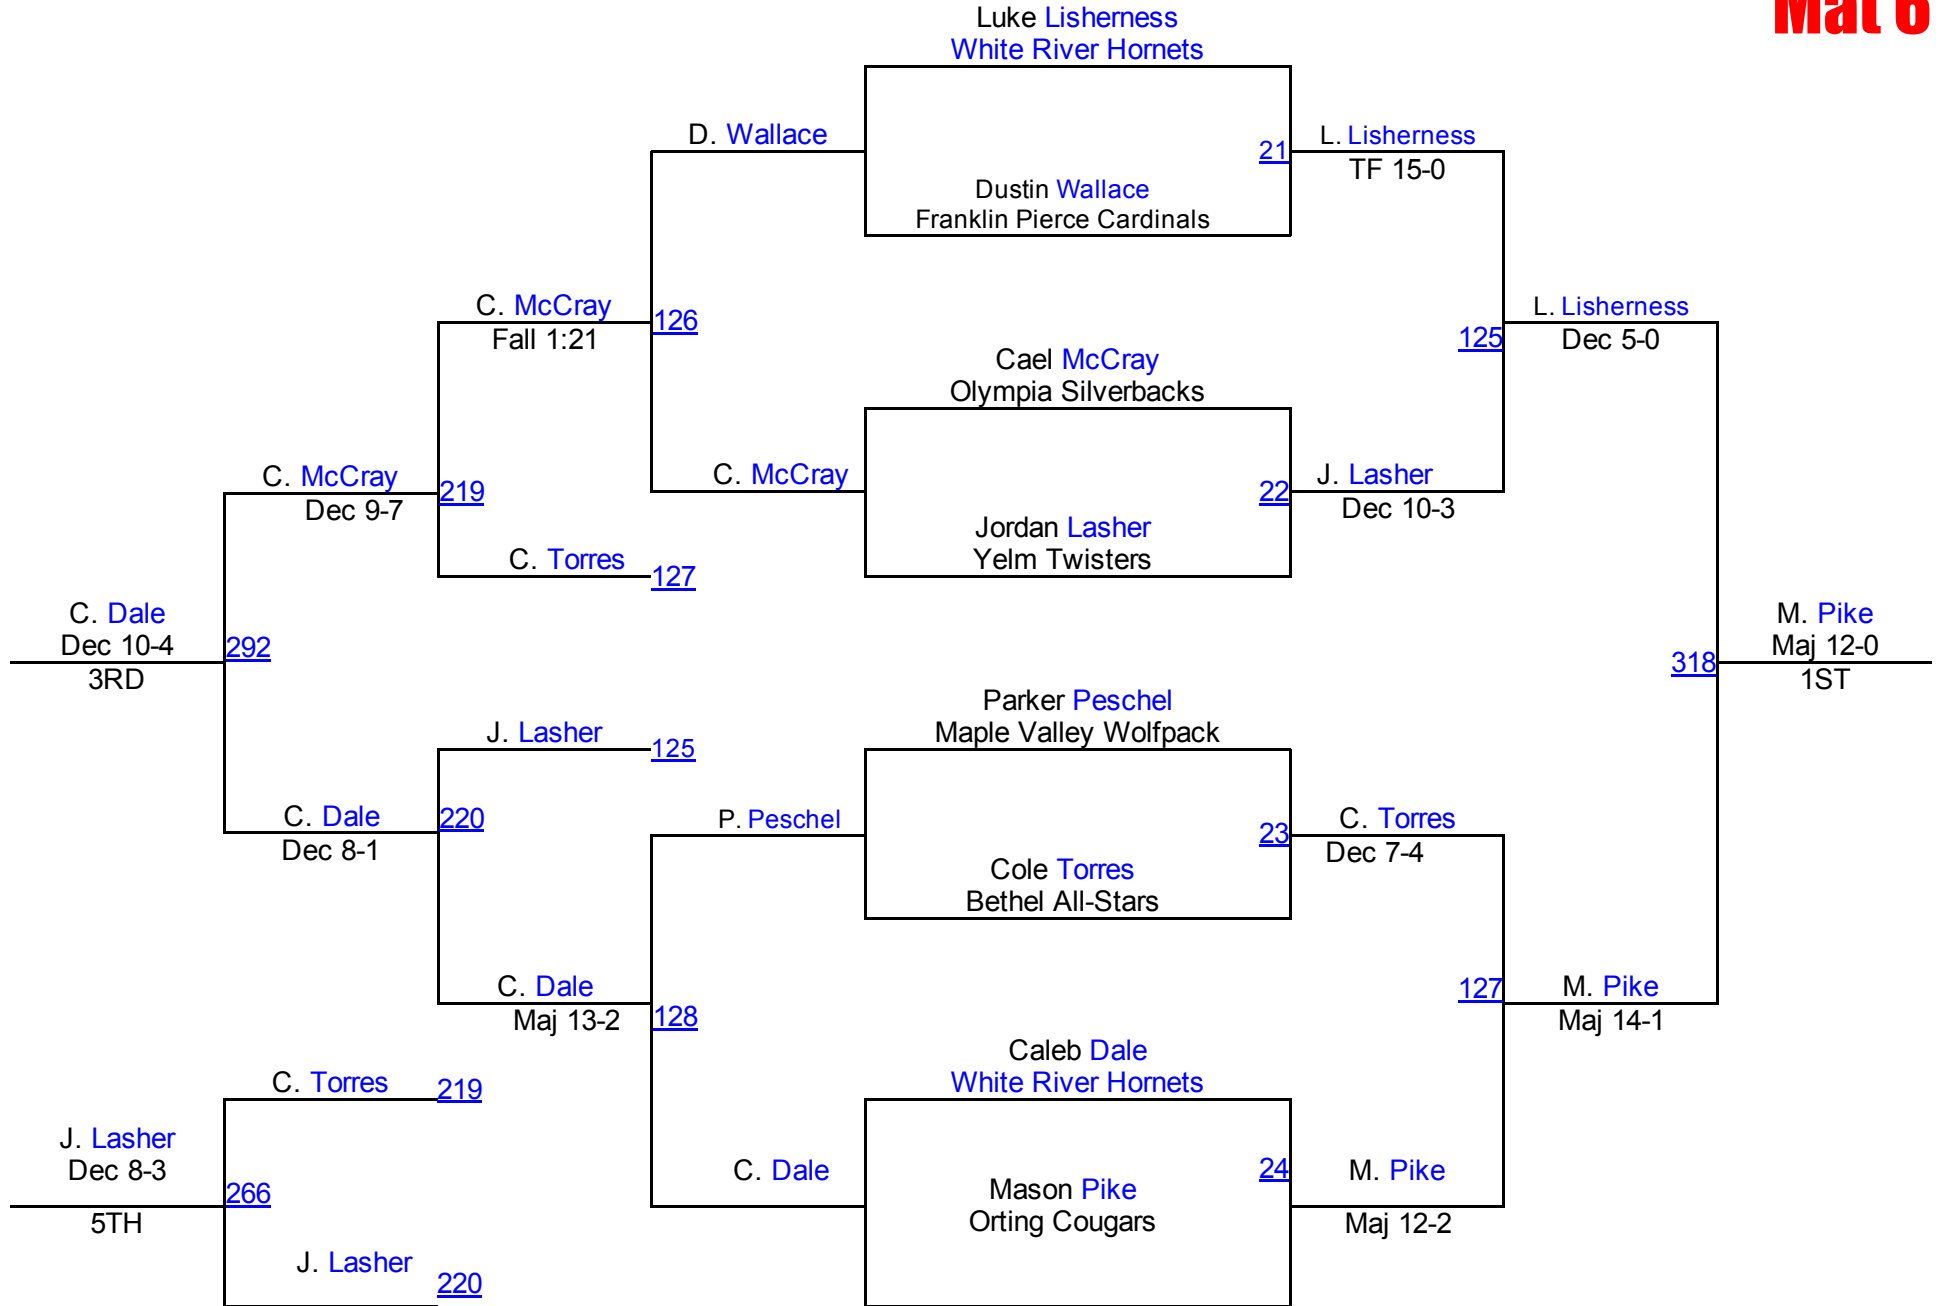 Mat 6
Luke Lisherness
White River Hornets
D. Wallace
21
L. Lisherness
TF 15-0
Dustin Wallace
Franklin Pierce Cardinals
C. McCray
Fall 1:21
126
L. Lisherness
Dec 5-0
125
Cael McCray
Olympia Silverbacks
C. McCray
Dec 9-7
219
C. McCray
22
J. Lasher
Dec 10-3
Jordan Lasher
Yelm Twisters
C. Torres
127
C. Dale
Dec 10-4
3RD
292
M. Pike
Maj 12-0
1ST
318
Parker Peschel
Maple Valley Wolfpack
J. Lasher
125
C. Dale
Dec 8-1
220
P. Peschel
23
C. Torres
Dec 7-4
Cole Torres
Bethel All-Stars
C. Dale
Maj 13-2
128
127
M. Pike
Maj 14-1
Caleb Dale
White River Hornets
C. Torres
219
J. Lasher
Dec 8-3
5TH
266
C. Dale
24
M. Pike
Maj 12-2
Mason Pike
Orting Cougars
J. Lasher
220